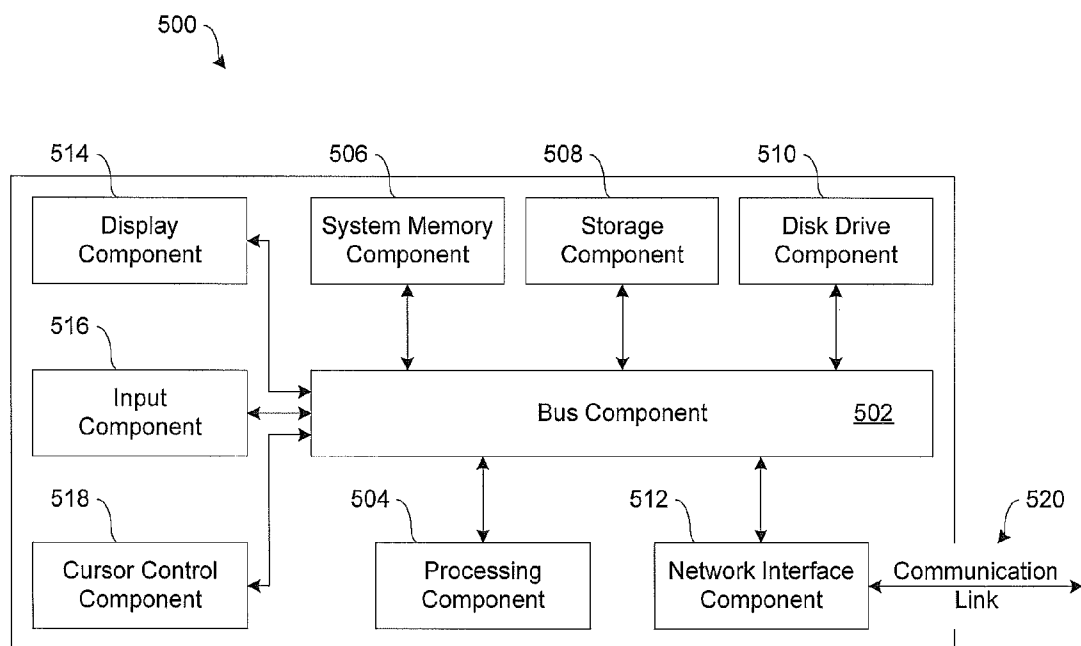 500
514
506
508
510
Display
Component
System Memory
Component
Storage
Component
Disk Drive
Component
516
Input
Component
Bus Component
502
518
504
512
520
Cursor Control
Component
Processing
Component
Network Interface
Component
Communication
Link